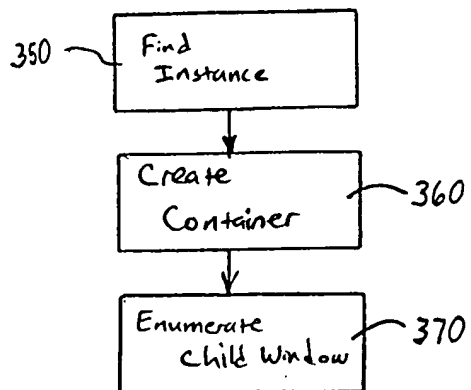 350
Find
Instance
Create
Container
360
Enumerate
Child Window
370